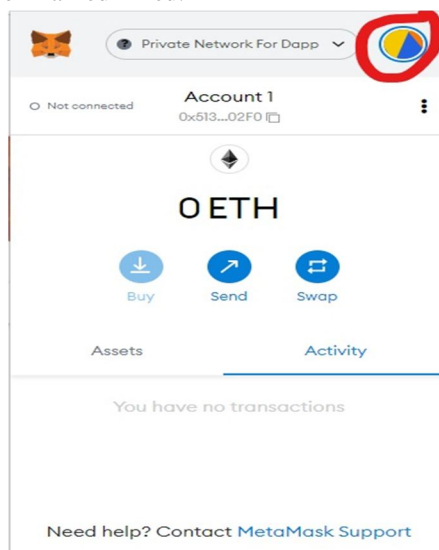 Private Network For Dapp
Not connected
Account 1
0x513...02F0
0 ETH
Buy
Send
Swap
Assets
Activity
You have no transactions
Need help? Contact MetaMask Support